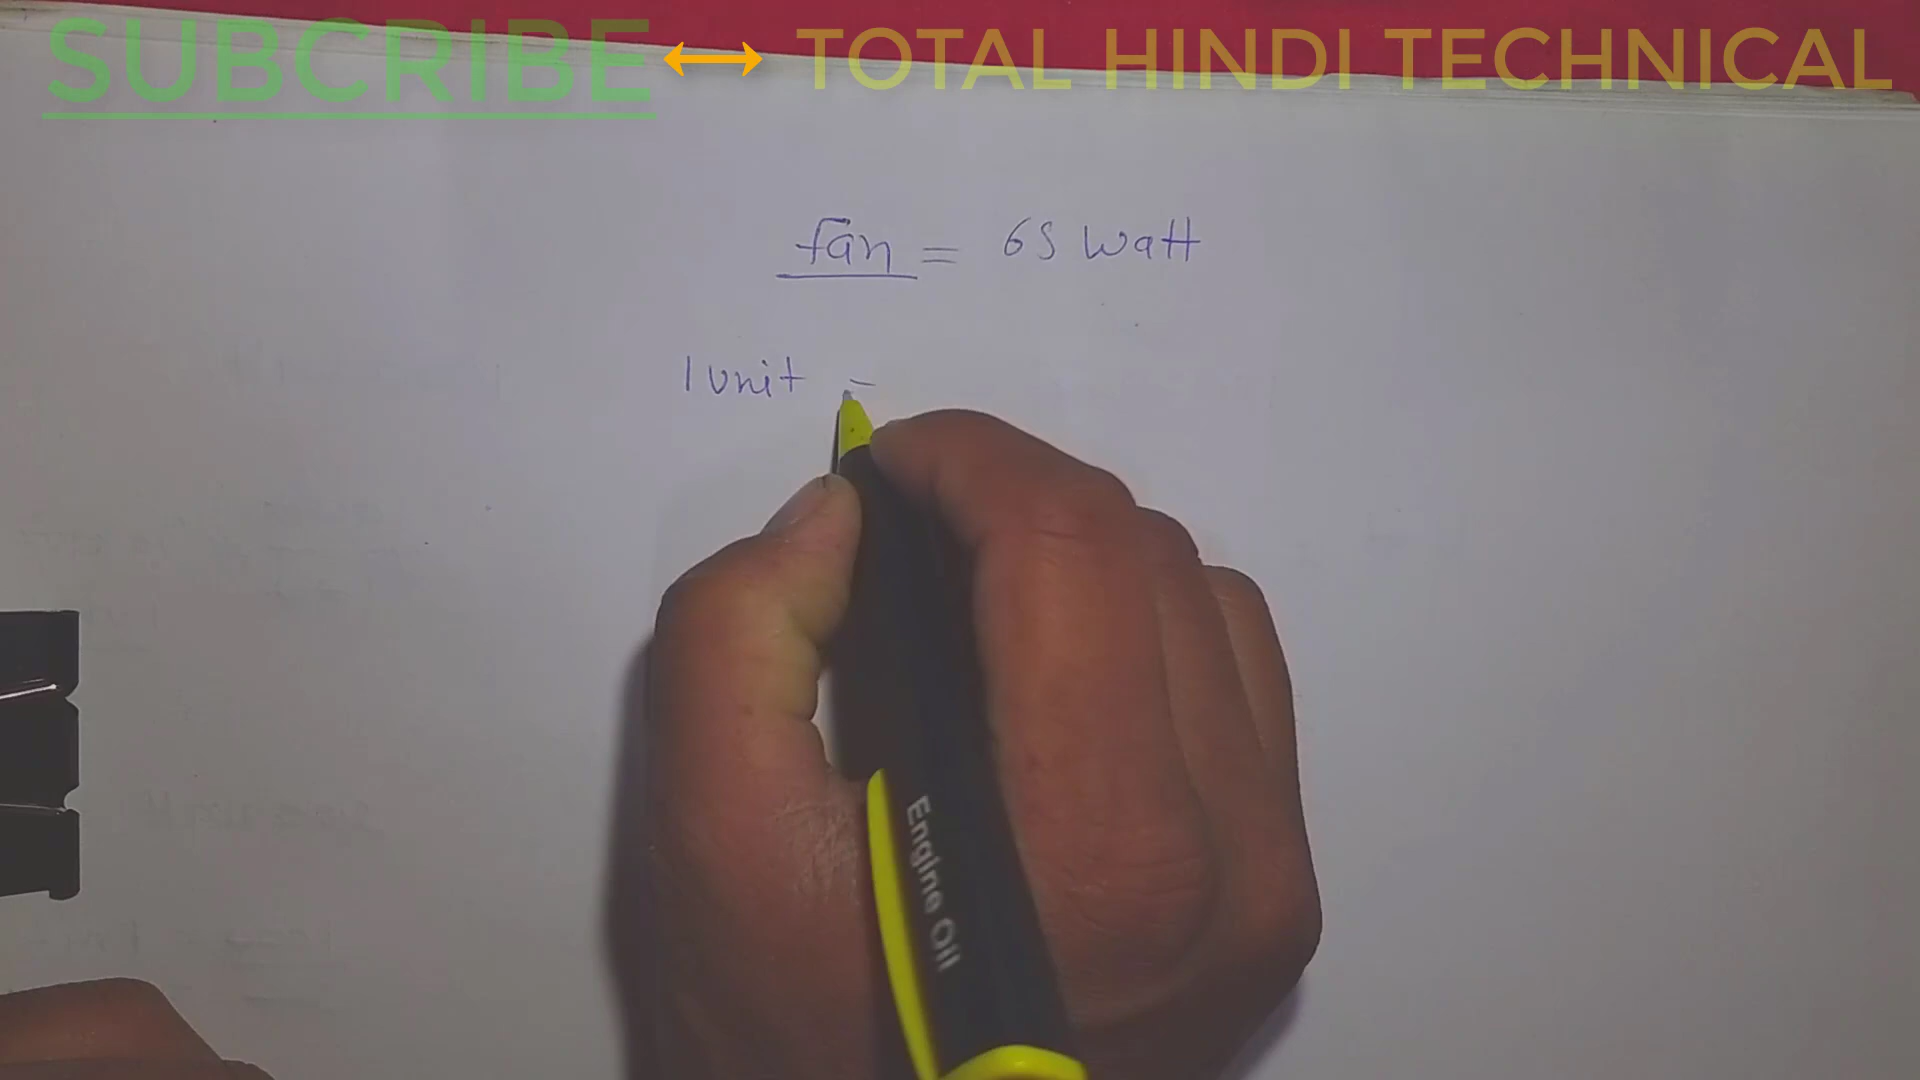 SUBCRIBE ↔ TOTAL HINDI TECHNICAL
fan = 65 Watt
1 unit =
Engine Oil